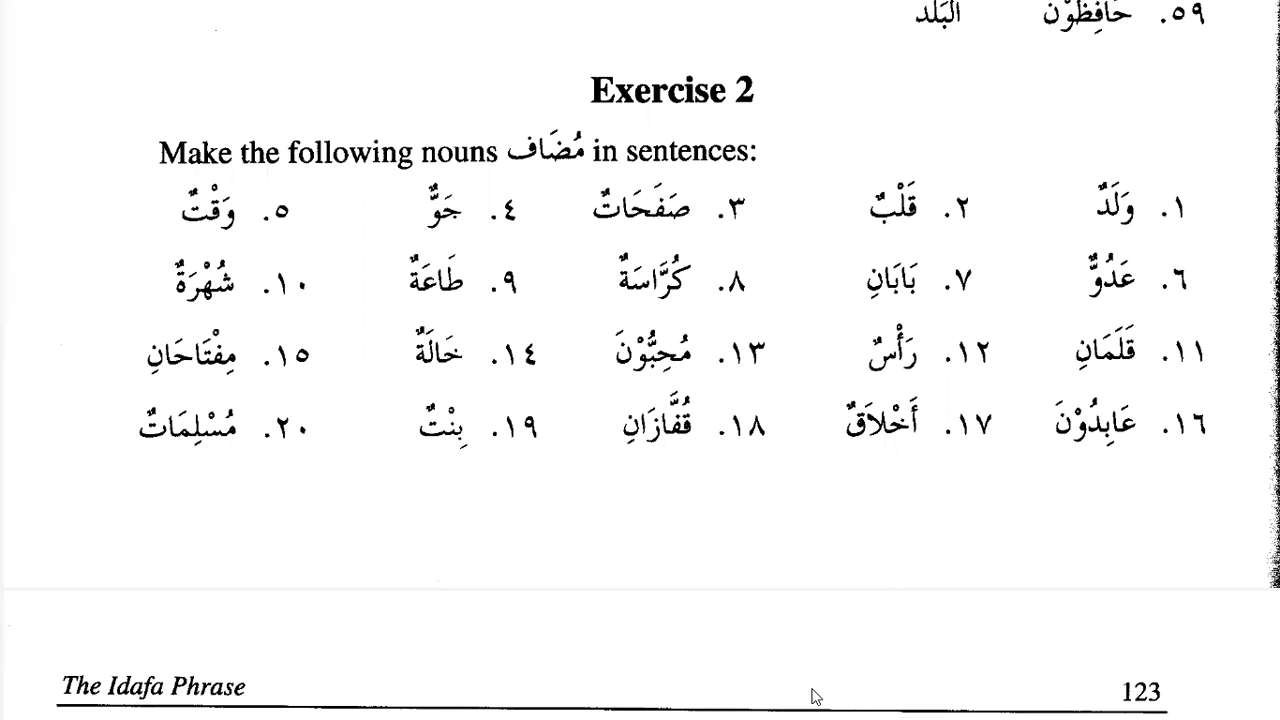 ٥٩. حَافِظُوْنَ الْبَلَد
Exercise 2
Make the following nouns مُضَاف in sentences:
١. وَلَدٌ ٢. قَلْبٌ ٣. صَفَحَاتٌ ٤. جَوٌّ ٥. وَقْتٌ
٦. عَدُوٌّ ٧. بَابَانِ ٨. كُرَّاسَةٌ ٩. طَاعَةٌ ١٠. شُهْرَةٌ
١١. قَلَمَانِ ١٢. رَأْسٌ ١٣. مُحِبُّوْنَ ١٤. خَالَةٌ ١٥. مِفْتَاحَانِ
١٦. عَابِدُوْنَ ١٧. أَخْلاَقٌ ١٨. قُفَّازَانِ ١٩. بِنْتٌ ٢٠. مُسْلِمَاتٌ
The Idafa Phrase 123